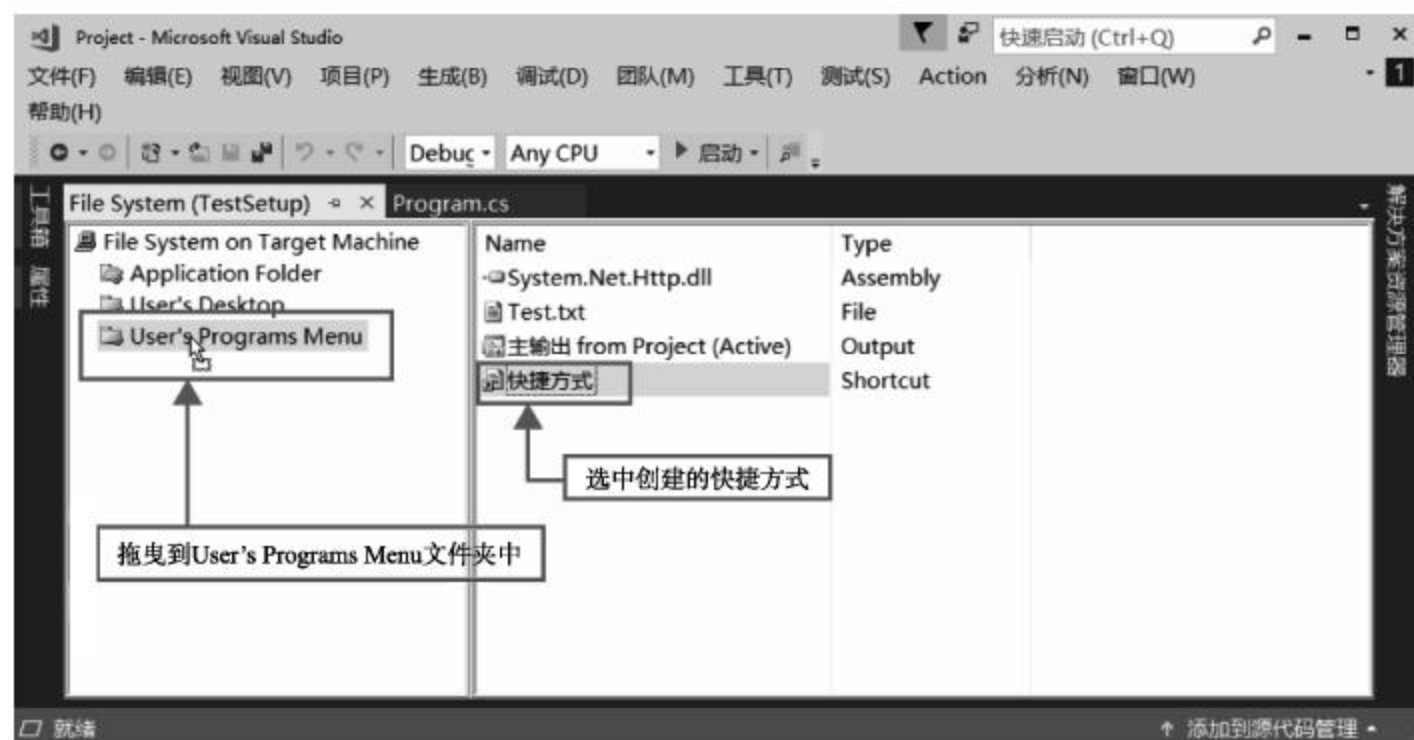 Project - Microsoft Visual Studio
快速启动 (Ctrl+Q)
文件(F) 编辑(E) 视图(V) 项目(P) 生成(B) 调试(D) 团队(M) 工具(T) 测试(S) Action 分析(N) 窗口(W)
1
帮助(H)
Debug Any CPU 启动
工具箱
属性
File System (TestSetup) Program.cs
解决方案资源管理器
File System on Target Machine
Application Folder
User's Desktop
User's Programs Menu
Name Type
System.Net.Http.dll Assembly
Test.txt File
主输出 from Project (Active) Output
快捷方式 Shortcut
选中创建的快捷方式
拖曳到User's Programs Menu文件夹中
就绪
添加到源代码管理